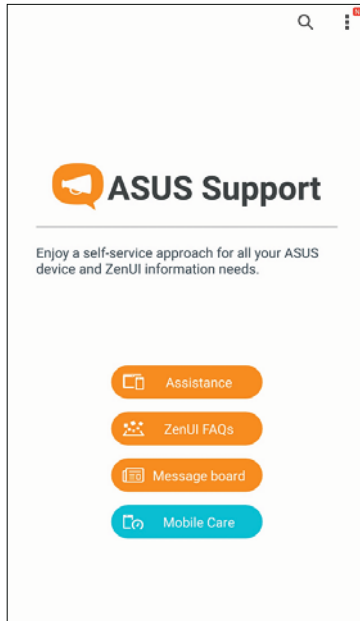 ASUS Support
Enjoy a self-service approach for all your ASUS
device and ZenUI information needs.
Assistance
ZenUI FAQs
Message board
Mobile Care